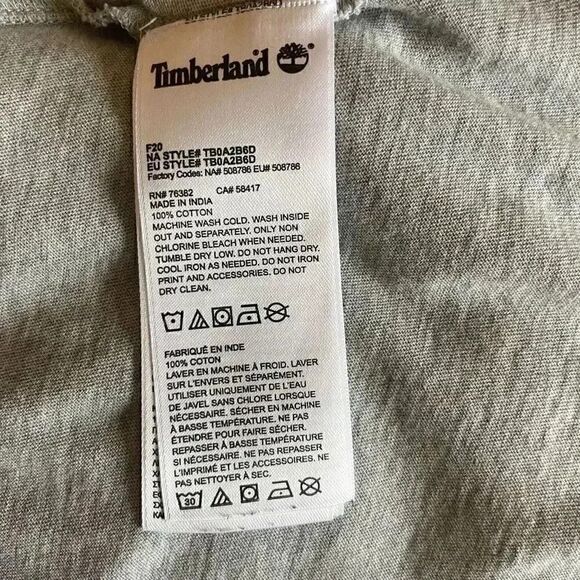 Timberland
F20
NA STYLE# TB0A2B6D
EU STYLE# TB0A2B6D
Factory Codes: NA# 508786 EU# 508786
RN# 76382 CA# 58417
MADE IN INDIA
100% COTTON
MACHINE WASH COLD. WASH INSIDE
OUT AND SEPARATELY. ONLY NON
CHLORINE BLEACH WHEN NEEDED.
TUMBLE DRY LOW. DO NOT HANG DRY.
COOL IRON AS NEEDED. DO NOT IRON
PRINT AND ACCESSORIES. DO NOT
DRY CLEAN.
FABRIQUÉ EN INDE
100% COTON
LAVER EN MACHINE À FROID. LAVER
SUR L'ENVERS ET SÉPARÉMENT.
UTILISER UNIQUEMENT DE L'EAU
DE JAVEL SANS CHLORE LORSQUE
NÉCESSAIRE. SÉCHER EN MACHINE
À BASSE TEMPÉRATURE. NE PAS
ÉTENDRE POUR FAIRE SÉCHER.
REPASSER À BASSE TEMPÉRATURE
SI NÉCESSAIRE. NE PAS REPASSER
L'IMPRIMÉ ET LES ACCESSOIRES. NE
PAS NETTOYER À SEC.
30